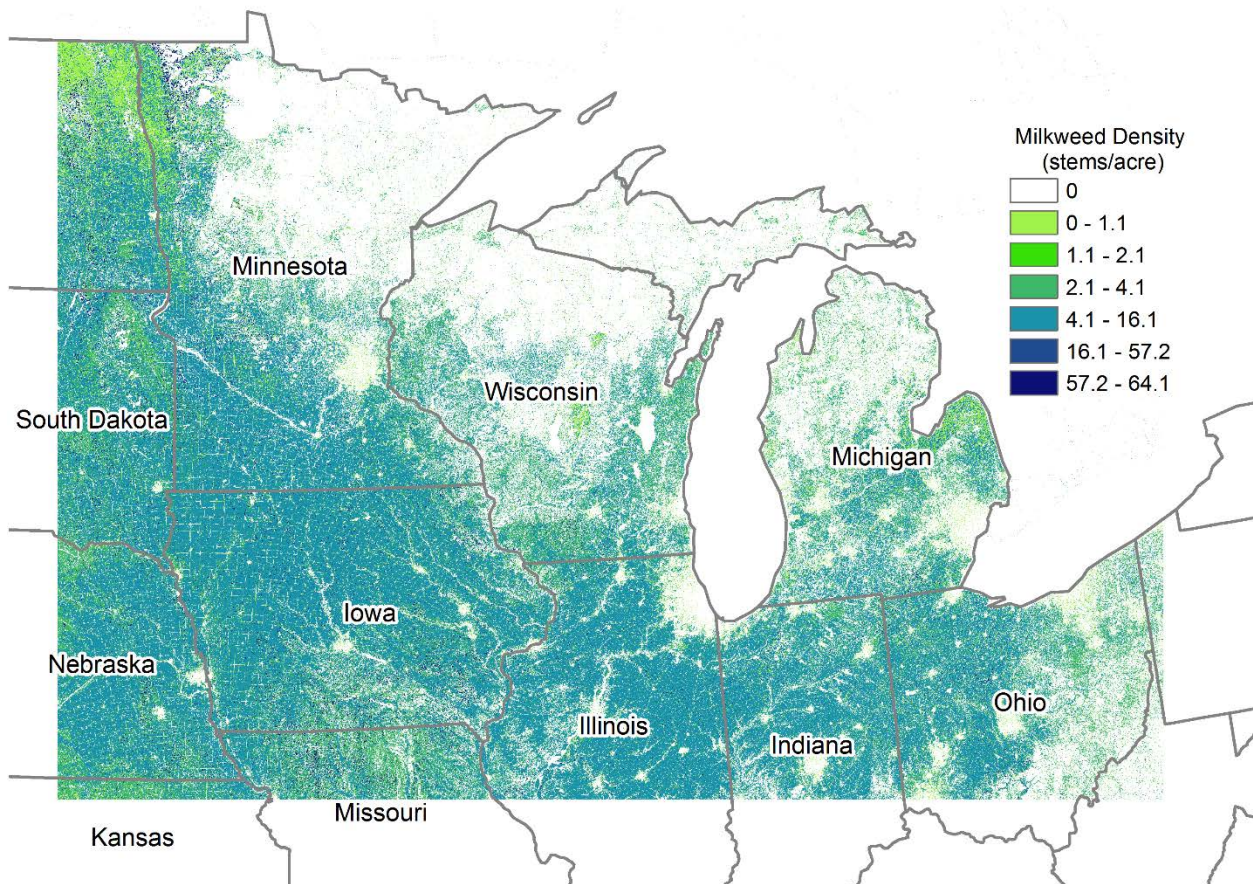 Milkweed Density
(stems/acre)
0
0 - 1.1
1.1 - 2.1
2.1 - 4.1
4.1 - 16.1
16.1 - 57.2
57.2 - 64.1
Minnesota
Wisconsin
South Dakota
Michigan
Iowa
Nebraska
Ohio
Illinois
Indiana
Missouri
Kansas